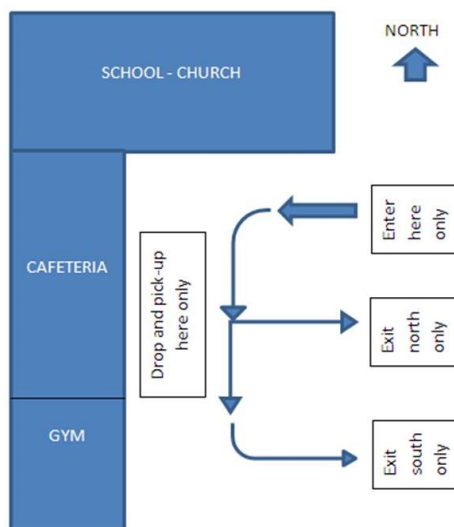 NORTH
SCHOOL - CHURCH
Enter
here
only
CAFETERIA
Drop and pick-up
here only
Exit
north
only
GYM
Exit
south
only